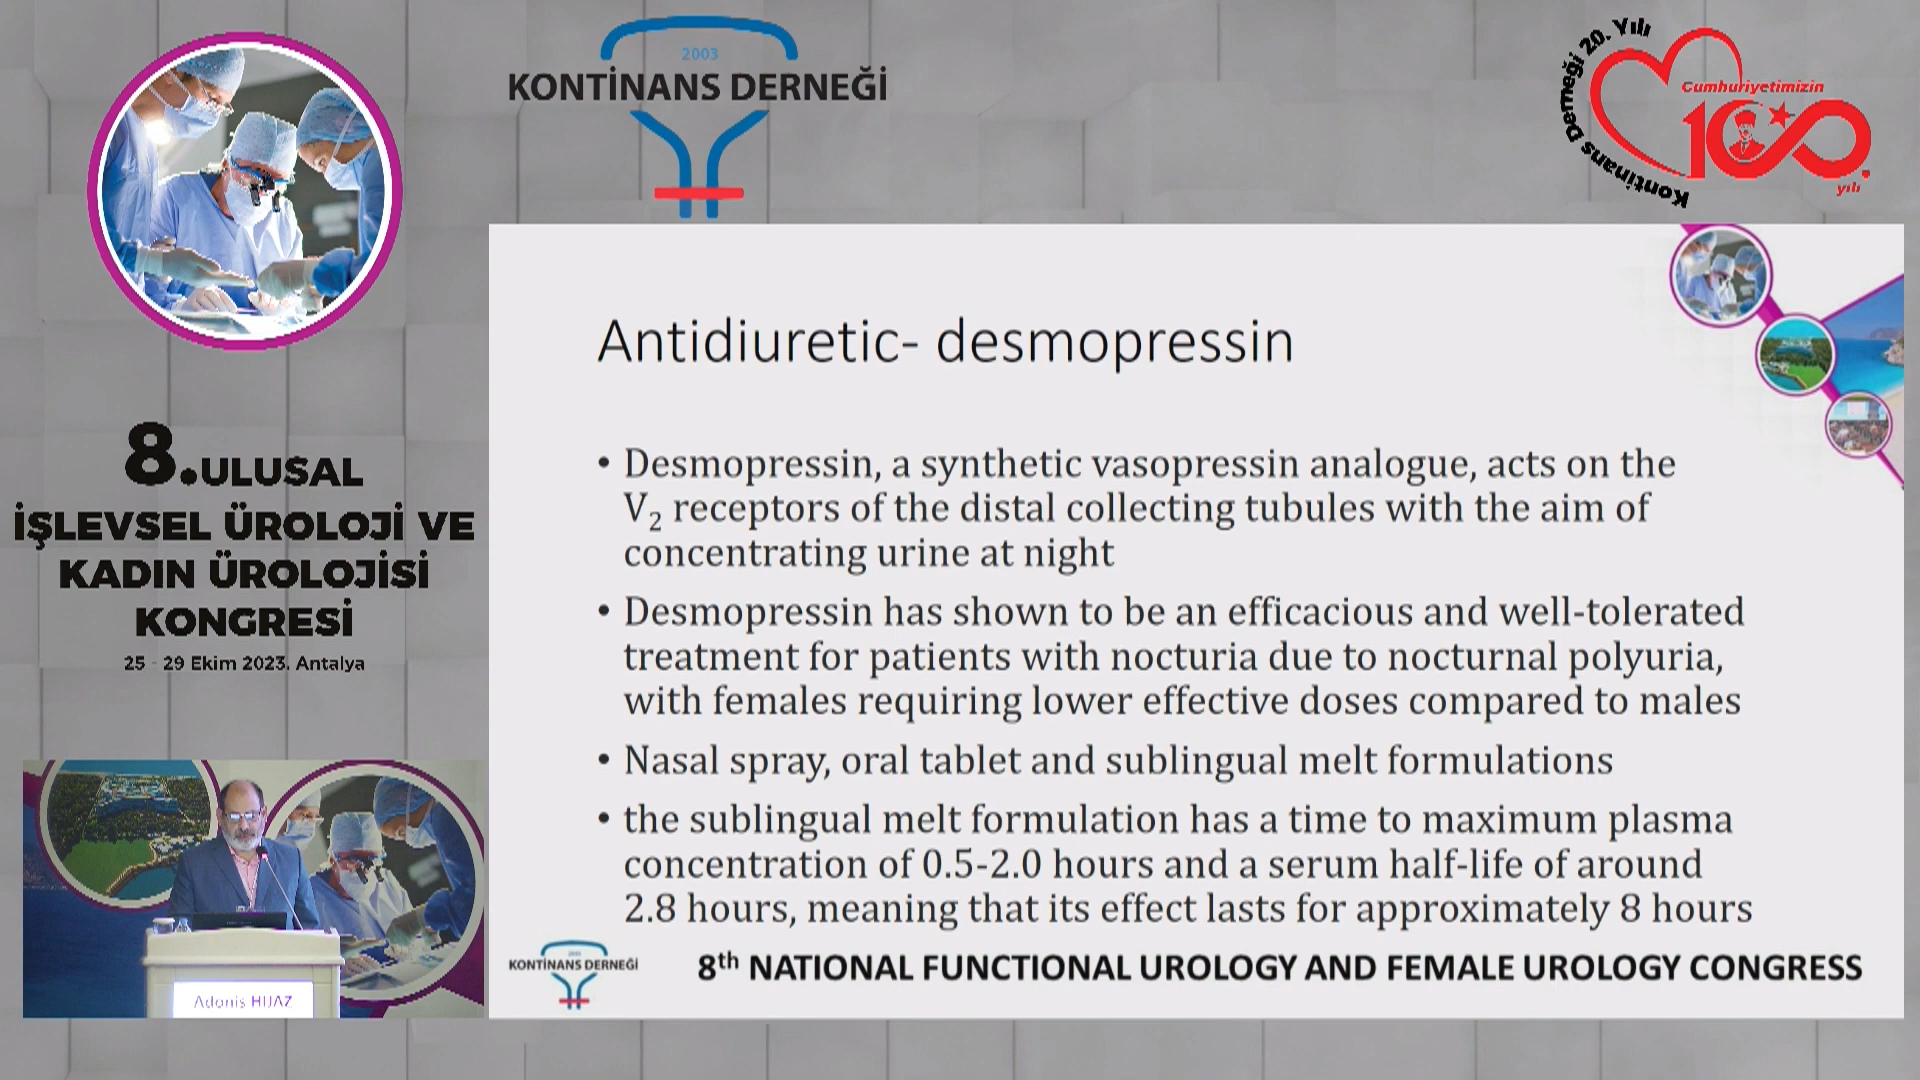 2003
KONTİNANS DERNEĞİ
Kontinans Derneği 20. Yılı
Cumhuriyetimizin
100.
yılı
8.ULUSAL
İŞLEVSEL ÜROLOJİ VE
KADIN ÜROLOJİSİ
KONGRESİ
25 - 29 Ekim 2023. Antalya
Adonis HIJAZ
Antidiuretic- desmopressin
• Desmopressin, a synthetic vasopressin analogue, acts on the
V₂ receptors of the distal collecting tubules with the aim of
concentrating urine at night
• Desmopressin has shown to be an efficacious and well-tolerated
treatment for patients with nocturia due to nocturnal polyuria,
with females requiring lower effective doses compared to males
• Nasal spray, oral tablet and sublingual melt formulations
• the sublingual melt formulation has a time to maximum plasma
concentration of 0.5-2.0 hours and a serum half-life of around
2.8 hours, meaning that its effect lasts for approximately 8 hours
KONTİNANS DERNEĞİ
8th NATIONAL FUNCTIONAL UROLOGY AND FEMALE UROLOGY CONGRESS